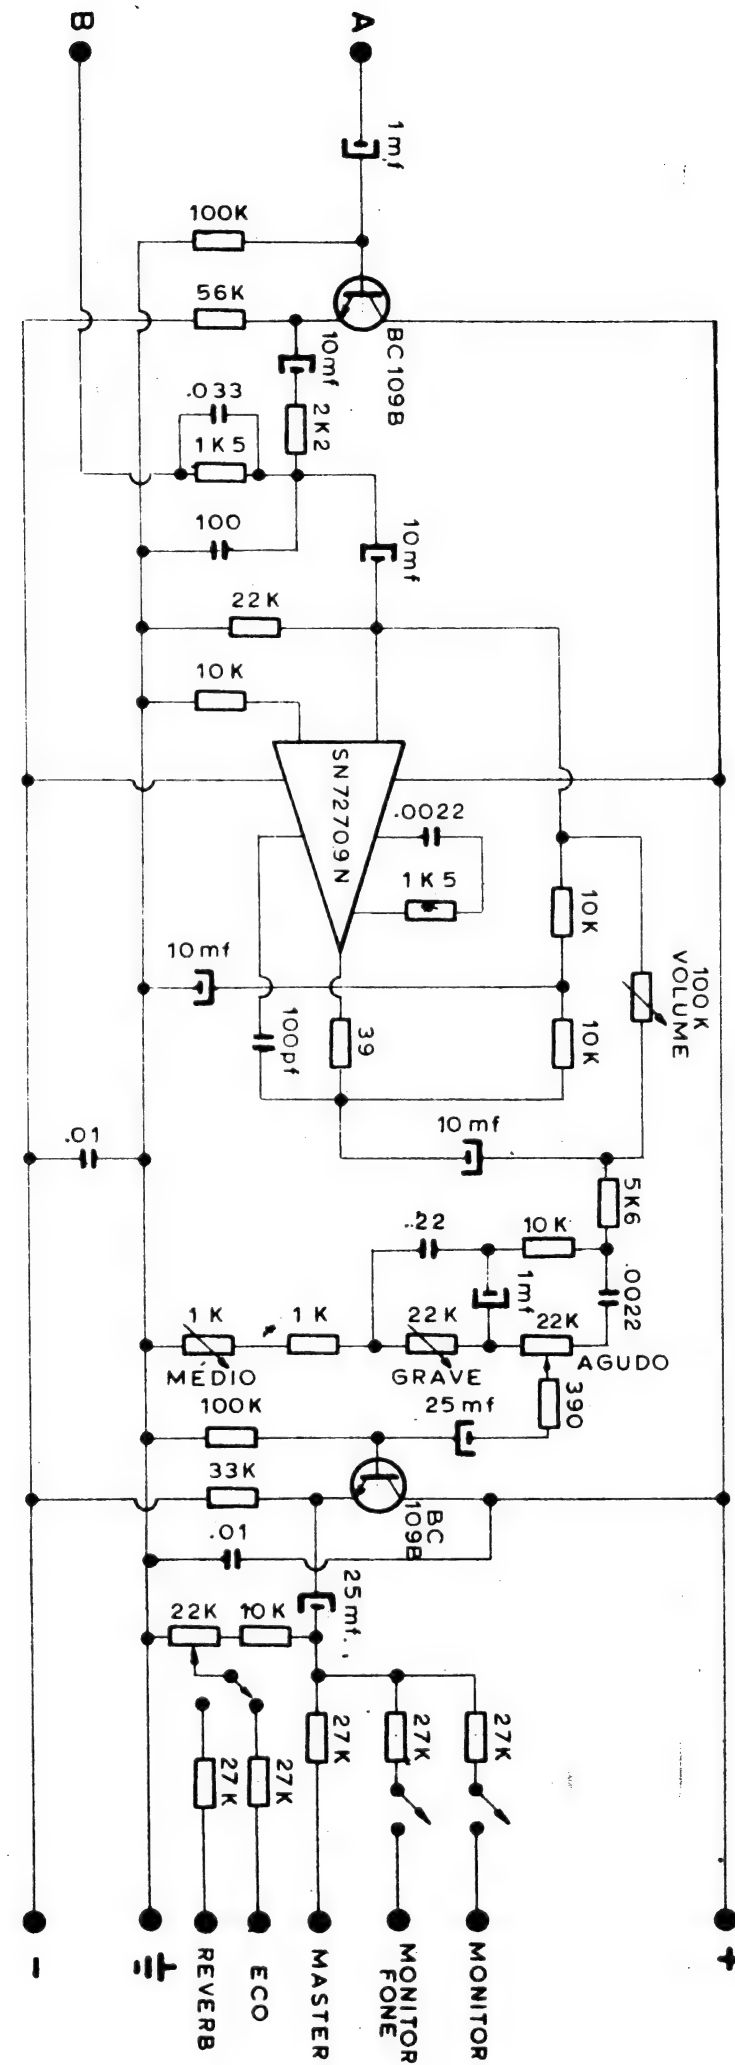 B
A
1mf
100K
56K
BC109B
10mf
.033
2K2
1K5
100
10mf
22K
10K
SN72709N
.0022
1K5
10K
100K
VOLUME
10mf
39
10K
100pf
.01
10mf
5K6
.22
10K
1mf
.0022
1K
1K
22K
22K
MÉDIO
GRAVE
AGUDO
390
100K
25mf
33K
BC
109B
.01
25mf.
22K
10K
27K
27K
27K
27K
27K
-
REVERB
ECO
MASTER
MONITOR
FONE
MONITOR
+